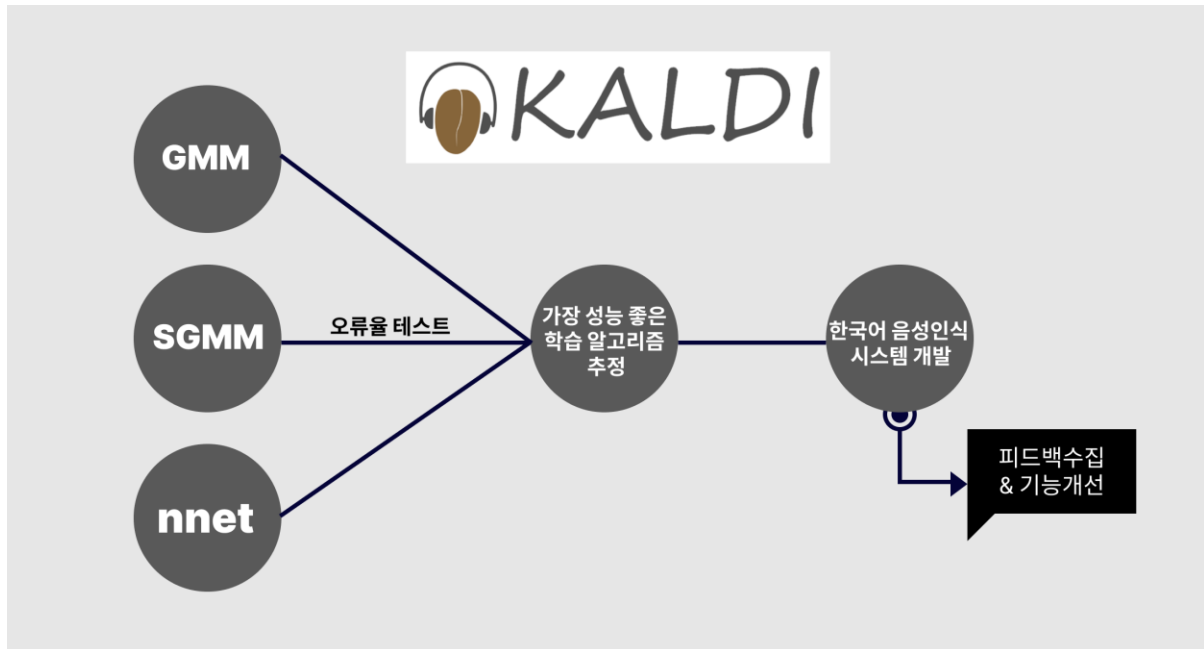 KALDI
GMM
SGMM
nnet
오류율 테스트
가장 성능 좋은
학습 알고리즘
추정
한국어 음성인식
시스템 개발
피드백수집
& 기능개선